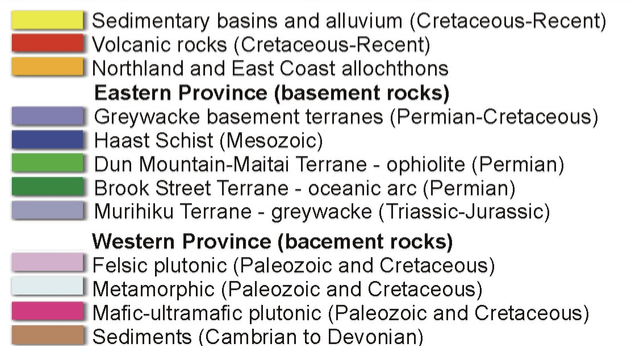 Sedimentary basins and alluvium (Cretaceous-Recent)
Volcanic rocks (Cretaceous-Recent)
Northland and East Coast allochthons
Eastern Province (basement rocks)
Greywacke basement terranes (Permian-Cretaceous)
Haast Schist (Mesozoic)
Dun Mountain-Maitai Terrane - ophiolite (Permian)
Brook Street Terrane - oceanic arc (Permian)
Murihiku Terrane - greywacke (Triassic-Jurassic)
Western Province (bacement rocks)
Felsic plutonic (Paleozoic and Cretaceous)
Metamorphic (Paleozoic and Cretaceous)
Mafic-ultramafic plutonic (Paleozoic and Cretaceous)
Sediments (Cambrian to Devonian)